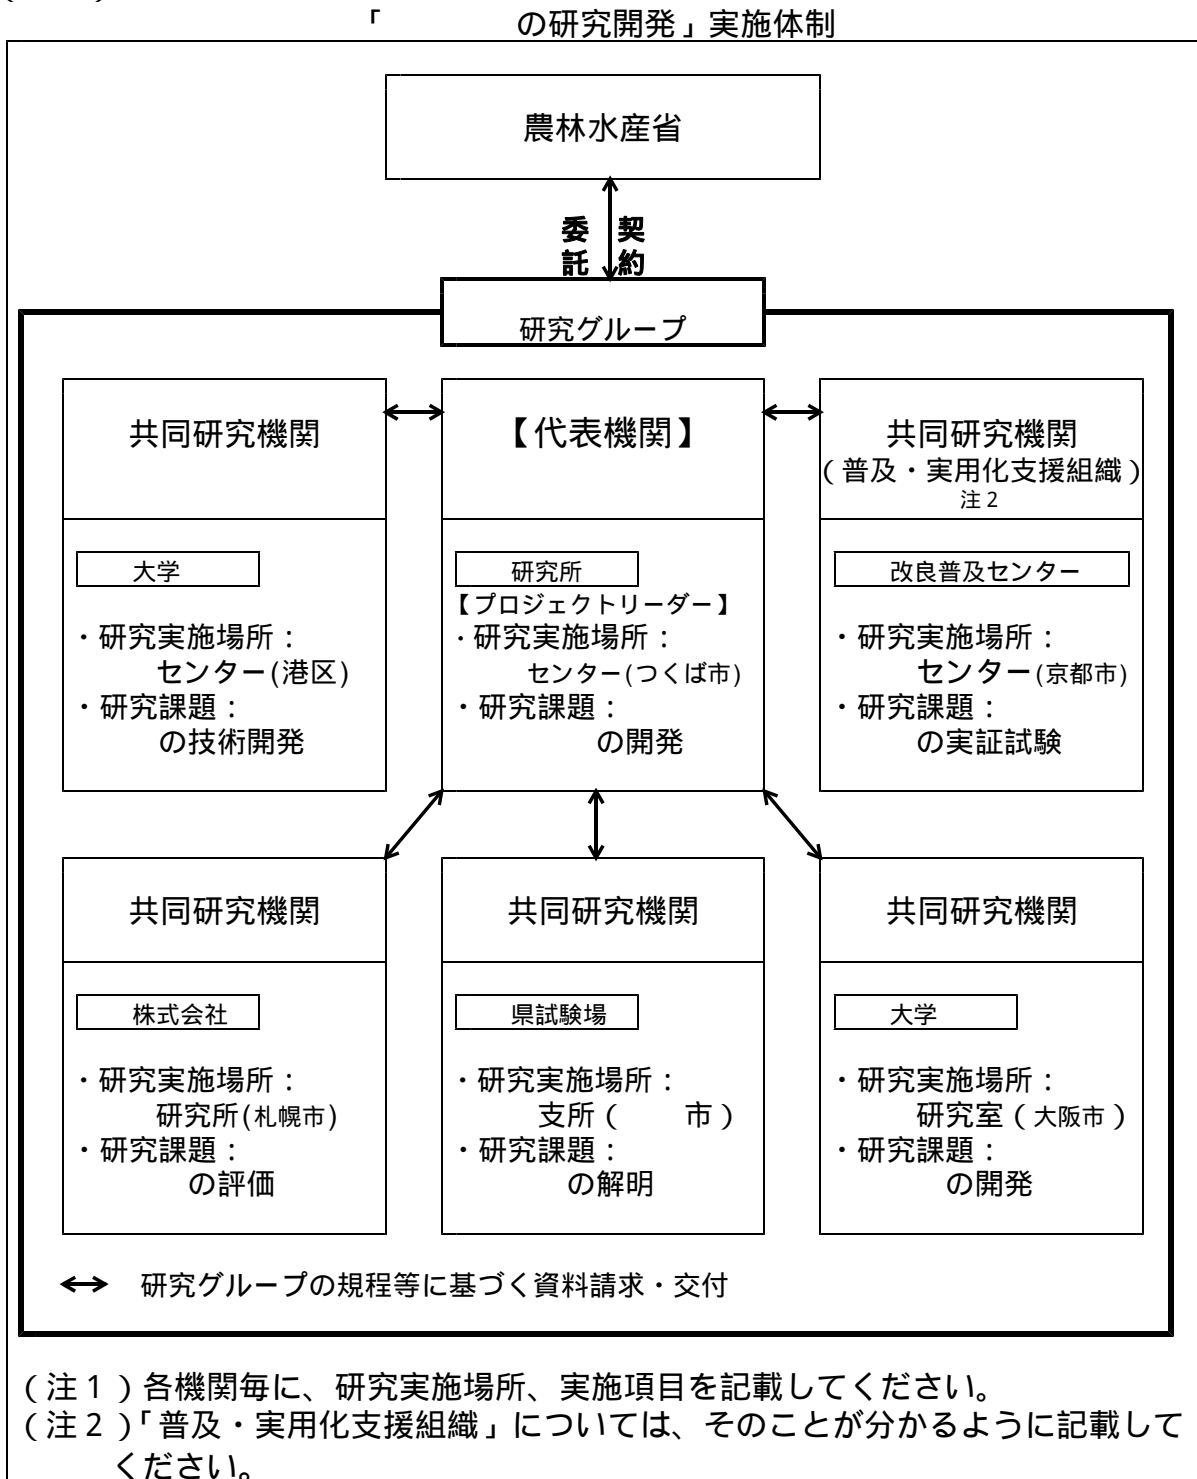 「　　　　の研究開発」実施体制
農林水産省
委託
契約
研究グループ
共同研究機関
大学
・研究実施場所：
センター(港区)
・研究課題：
の技術開発
【代表機関】
研究所
【プロジェクトリーダー】
・研究実施場所：
センター(つくば市)
・研究課題：
の開発
共同研究機関
（普及・実用化支援組織）
注２
改良普及センター
・研究実施場所：
センター(京都市)
・研究課題：
の実証試験
共同研究機関
株式会社
・研究実施場所：
研究所(札幌市)
・研究課題：
の評価
共同研究機関
県試験場
・研究実施場所：
支所（　　市）
・研究課題：
の解明
共同研究機関
大学
・研究実施場所：
研究室（大阪市）
・研究課題：
の開発
↔　研究グループの規程等に基づく資料請求・交付
（注１）各機関毎に、研究実施場所、実施項目を記載してください。
（注２）「普及・実用化支援組織」については、そのことが分かるように記載して
ください。